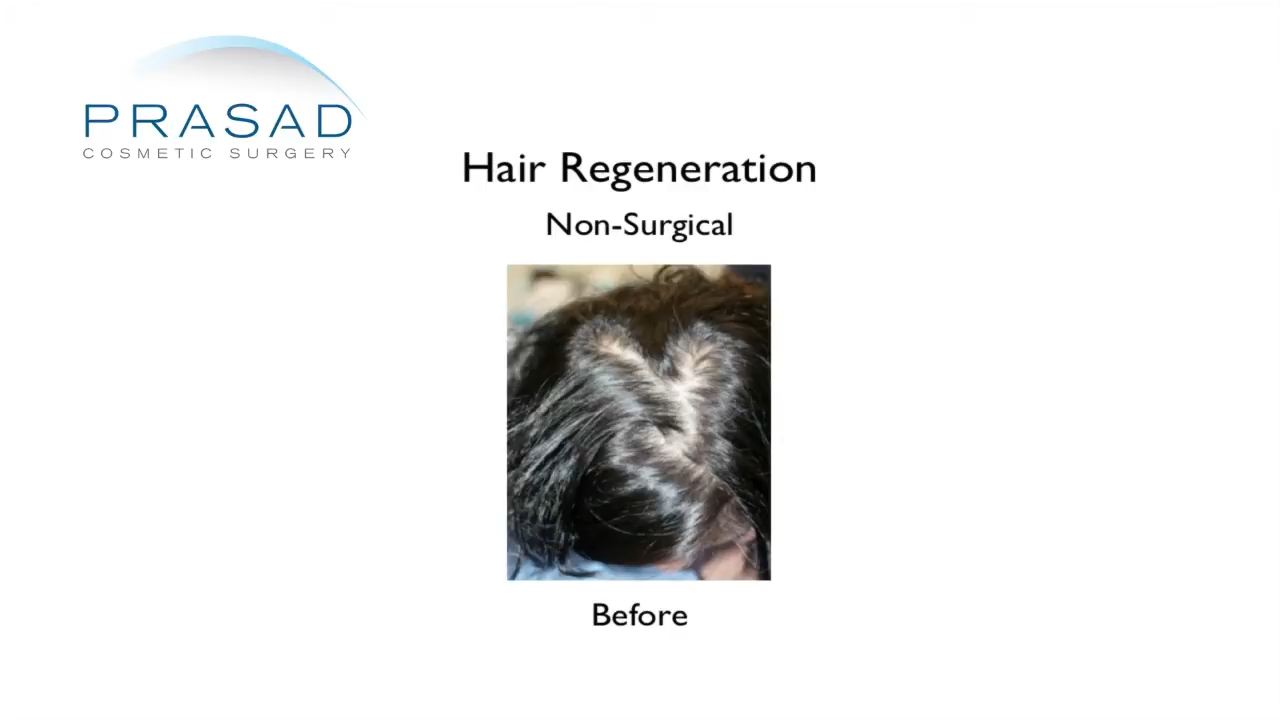 PRASAD
COSMETIC SURGERY
Hair Regeneration
Non-Surgical
Before